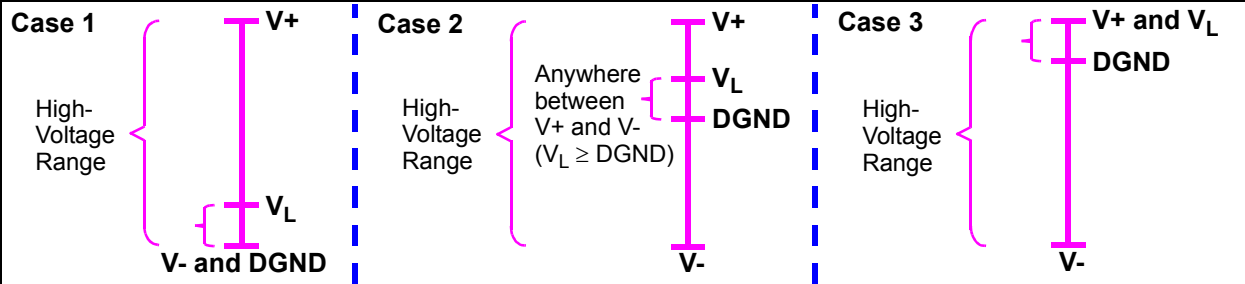 Case 1
V+
High-
Voltage
Range
VL
V- and DGND
Case 2
V+
Anywhere
between
V+ and V-
(VL ≥ DGND)
High-
Voltage
Range
VL
DGND
V-
Case 3
V+ and VL
DGND
High-
Voltage
Range
V-